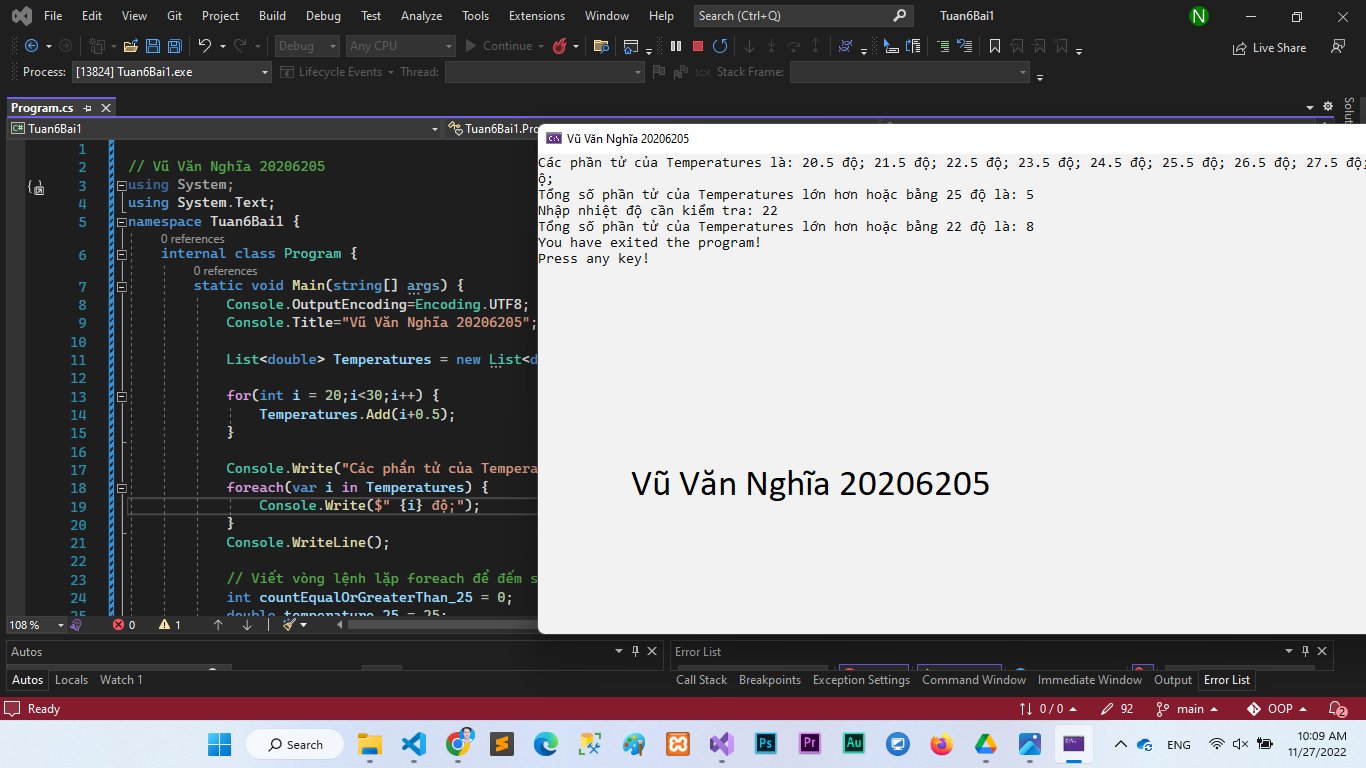 File Edit View Git Project Build Debug Test Analyze Tools Extensions Window Help Search (Ctrl+Q) Tuan6Bai1 N
Debug Any CPU Continue Live Share
Process: [13824] Tuan6Bai1.exe Lifecycle Events Thread: Stack Frame:
Program.cs
Tuan6Bai1 Tuan6Bai1.Pro
1
2 // Vũ Văn Nghĩa 20206205
3 using System;
4 using System.Text;
5 namespace Tuan6Bai1 {
0 references
6 internal class Program {
0 references
7 static void Main(string[] args) {
8 Console.OutputEncoding=Encoding.UTF8;
9 Console.Title="Vũ Văn Nghĩa 20206205";
10
11 List<double> Temperatures = new List<d
12
13 for(int i = 20;i<30;i++) {
14 Temperatures.Add(i+0.5);
15 }
16
17 Console.Write("Các phần tử của Tempera
18 foreach(var i in Temperatures) {
19 Console.Write($" {i} độ;");
20 }
21 Console.WriteLine();
22
23 // Viết vòng lệnh lặp foreach để đếm s
24 int countEqualOrGreaterThan_25 = 0;
25 double temperature_25 = 25;
Vũ Văn Nghĩa 20206205
Các phần tử của Temperatures là: 20.5 độ; 21.5 độ; 22.5 độ; 23.5 độ; 24.5 độ; 25.5 độ; 26.5 độ; 27.5 độ;
ộ;
Tổng số phần tử của Temperatures lớn hơn hoặc bằng 25 độ là: 5
Nhập nhiệt độ cần kiểm tra: 22
Tổng số phần tử của Temperatures lớn hơn hoặc bằng 22 độ là: 8
You have exited the program!
Press any key!
Vũ Văn Nghĩa 20206205
108 % 0 1
Autos
Autos Locals Watch 1
Error List
Call Stack Breakpoints Exception Settings Command Window Immediate Window Output Error List
Ready 0 / 0 92 main OOP 2
Search Ps Pr Au ENG 10:09 AM
11/27/2022